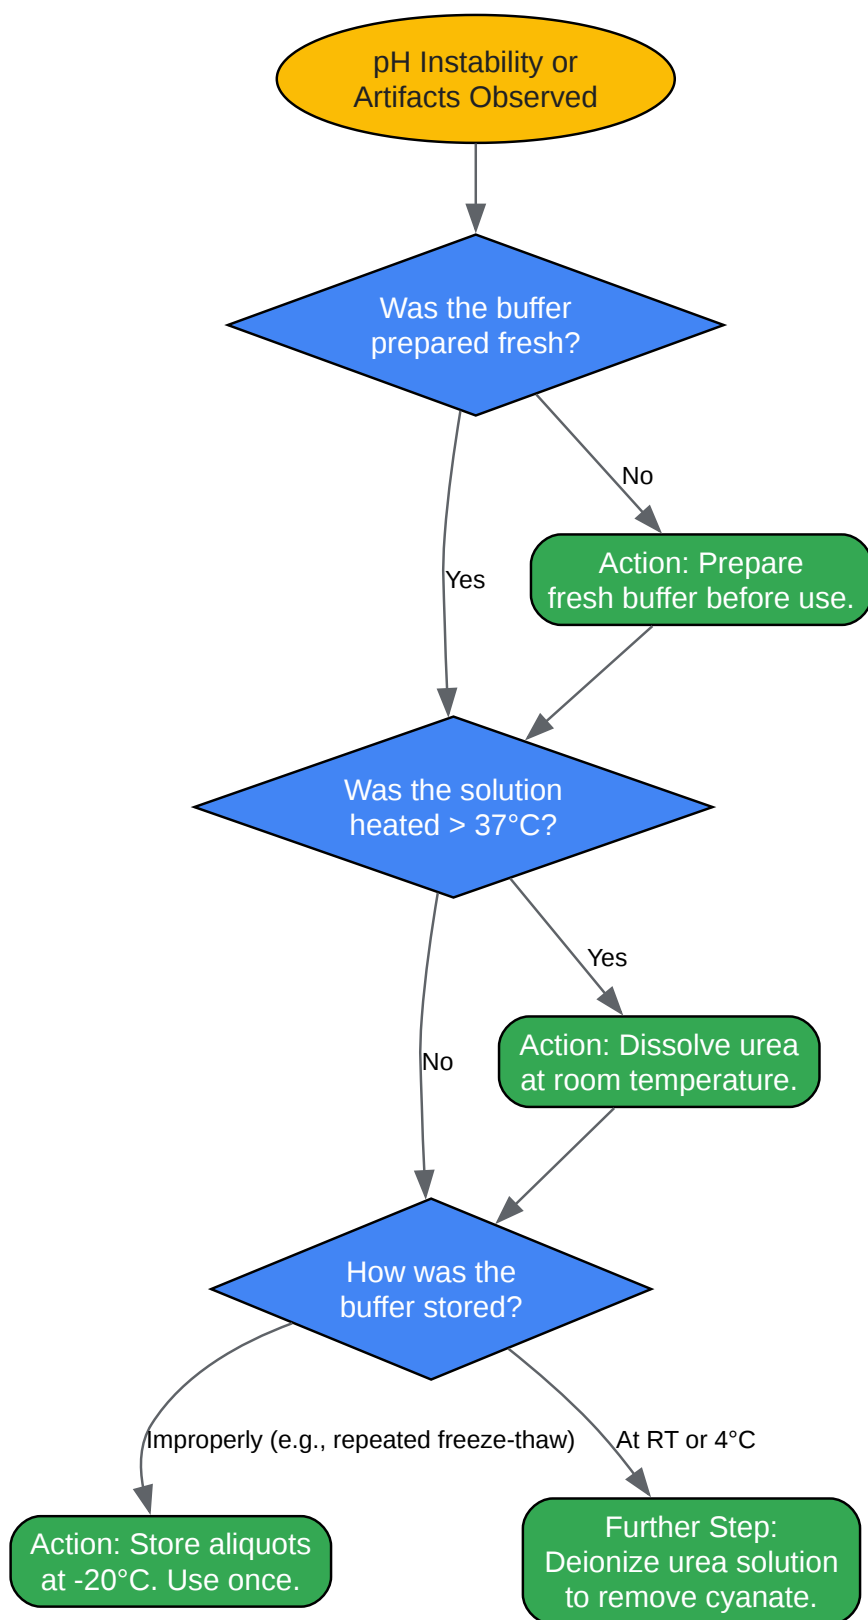 pH Instability or
Artifacts Observed
Was the buffer
prepared fresh?
No
Action: Prepare
fresh buffer before use.
Yes
Was the solution
heated > 37°C?
Yes
Action: Dissolve urea
at room temperature.
No
How was the
buffer stored?
Improperly (e.g., repeated freeze-thaw)
At RT or 4°C
Action: Store aliquots
at -20°C. Use once.
Further Step:
Deionize urea solution
to remove cyanate.